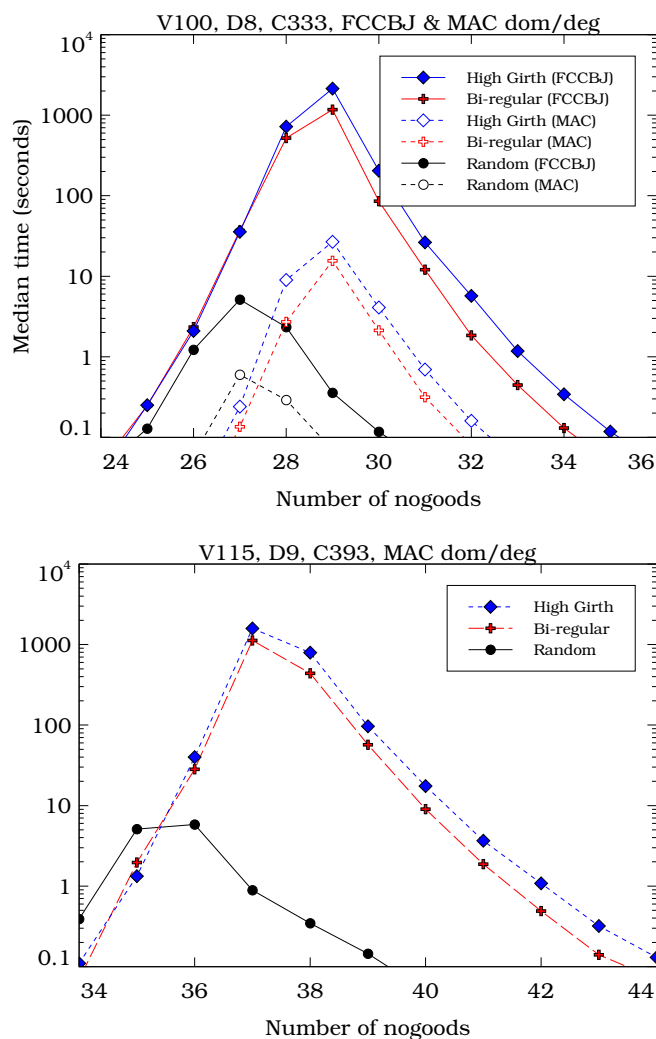 V100, D8, C333, FCCBJ & MAC dom/deg
10^4
1000
100
10
1
0.1
Median time (seconds)
High Girth (FCCBJ)
Bi-regular (FCCBJ)
High Girth (MAC)
Bi-regular (MAC)
Random (FCCBJ)
Random (MAC)
24 26 28 30 32 34 36
Number of nogoods
V115, D9, C393, MAC dom/deg
10^4
1000
100
10
1
0.1
High Girth
Bi-regular
Random
34 36 38 40 42 44
Number of nogoods